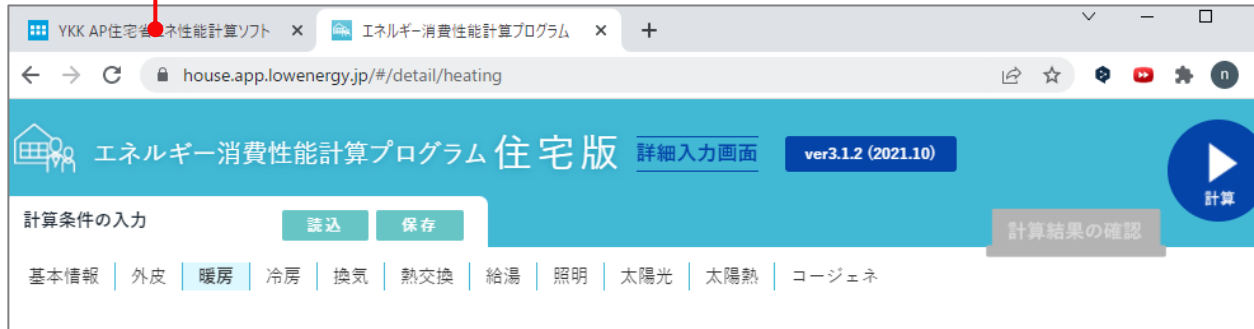 YKK AP住宅省エネ性能計算ソフト
エネルギー消費性能計算プログラム
house.app.lowenergy.jp/#/detail/heating
n
エネルギー消費性能計算プログラム 住宅版 詳細入力画面 ver3.1.2 (2021.10)
計算
計算条件の入力 読込 保存
計算結果の確認
基本情報 外皮 暖房 冷房 換気 熱交換 給湯 照明 太陽光 太陽熱 コージェネ